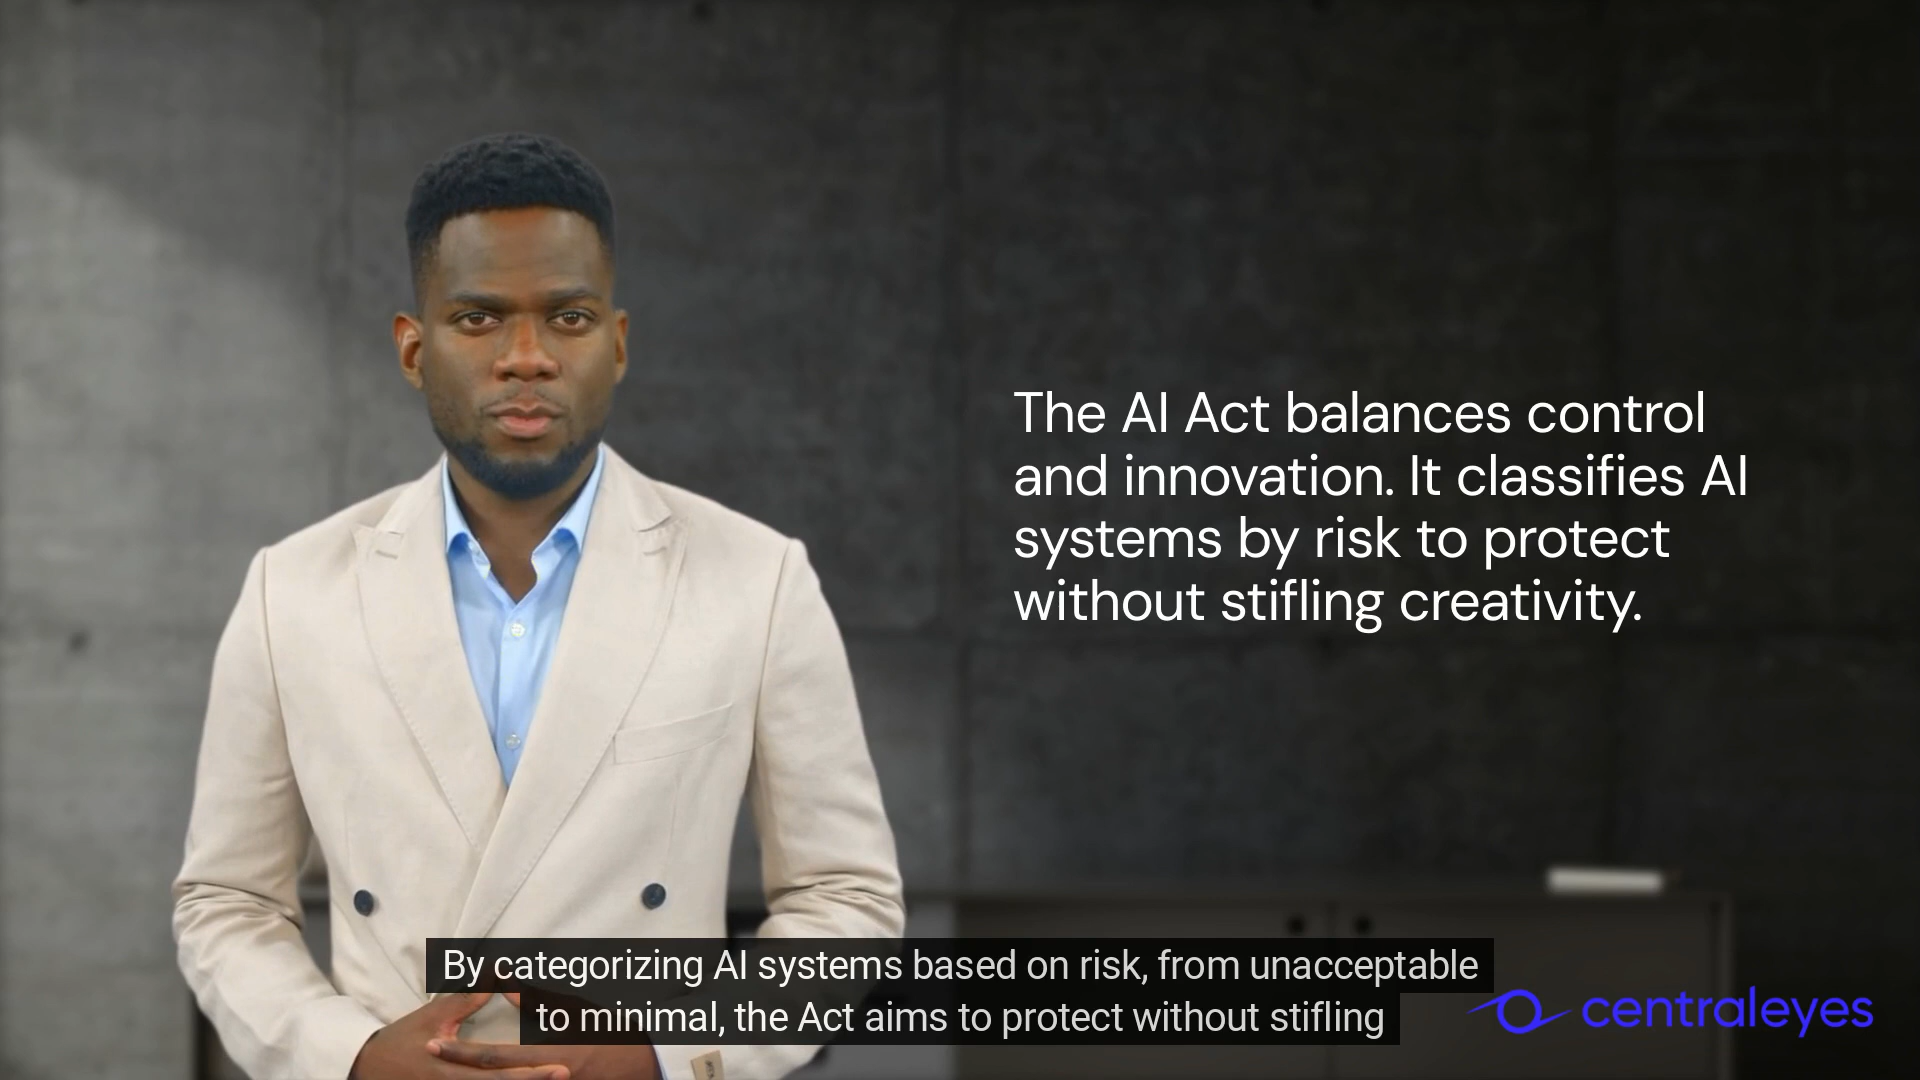 The AI Act balances control
and innovation. It classifies AI
systems by risk to protect
without stifling creativity.
By categorizing AI systems based on risk, from unacceptable
to minimal, the Act aims to protect without stifling
centraleyes